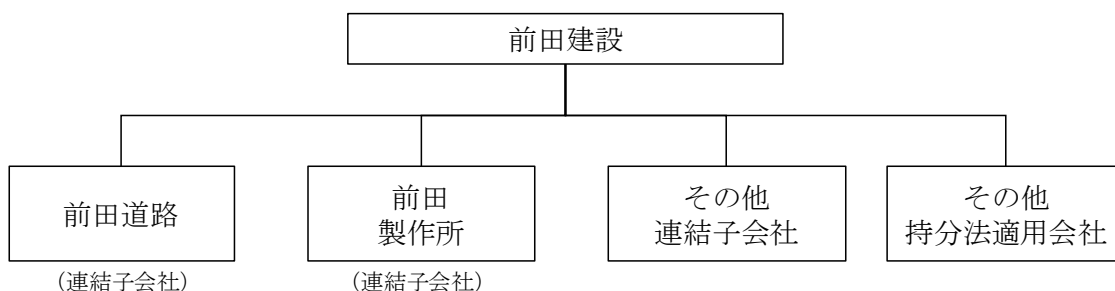 前田建設
前田道路
(連結子会社)
前田
製作所
(連結子会社)
その他
連結子会社
その他
持分法適用会社